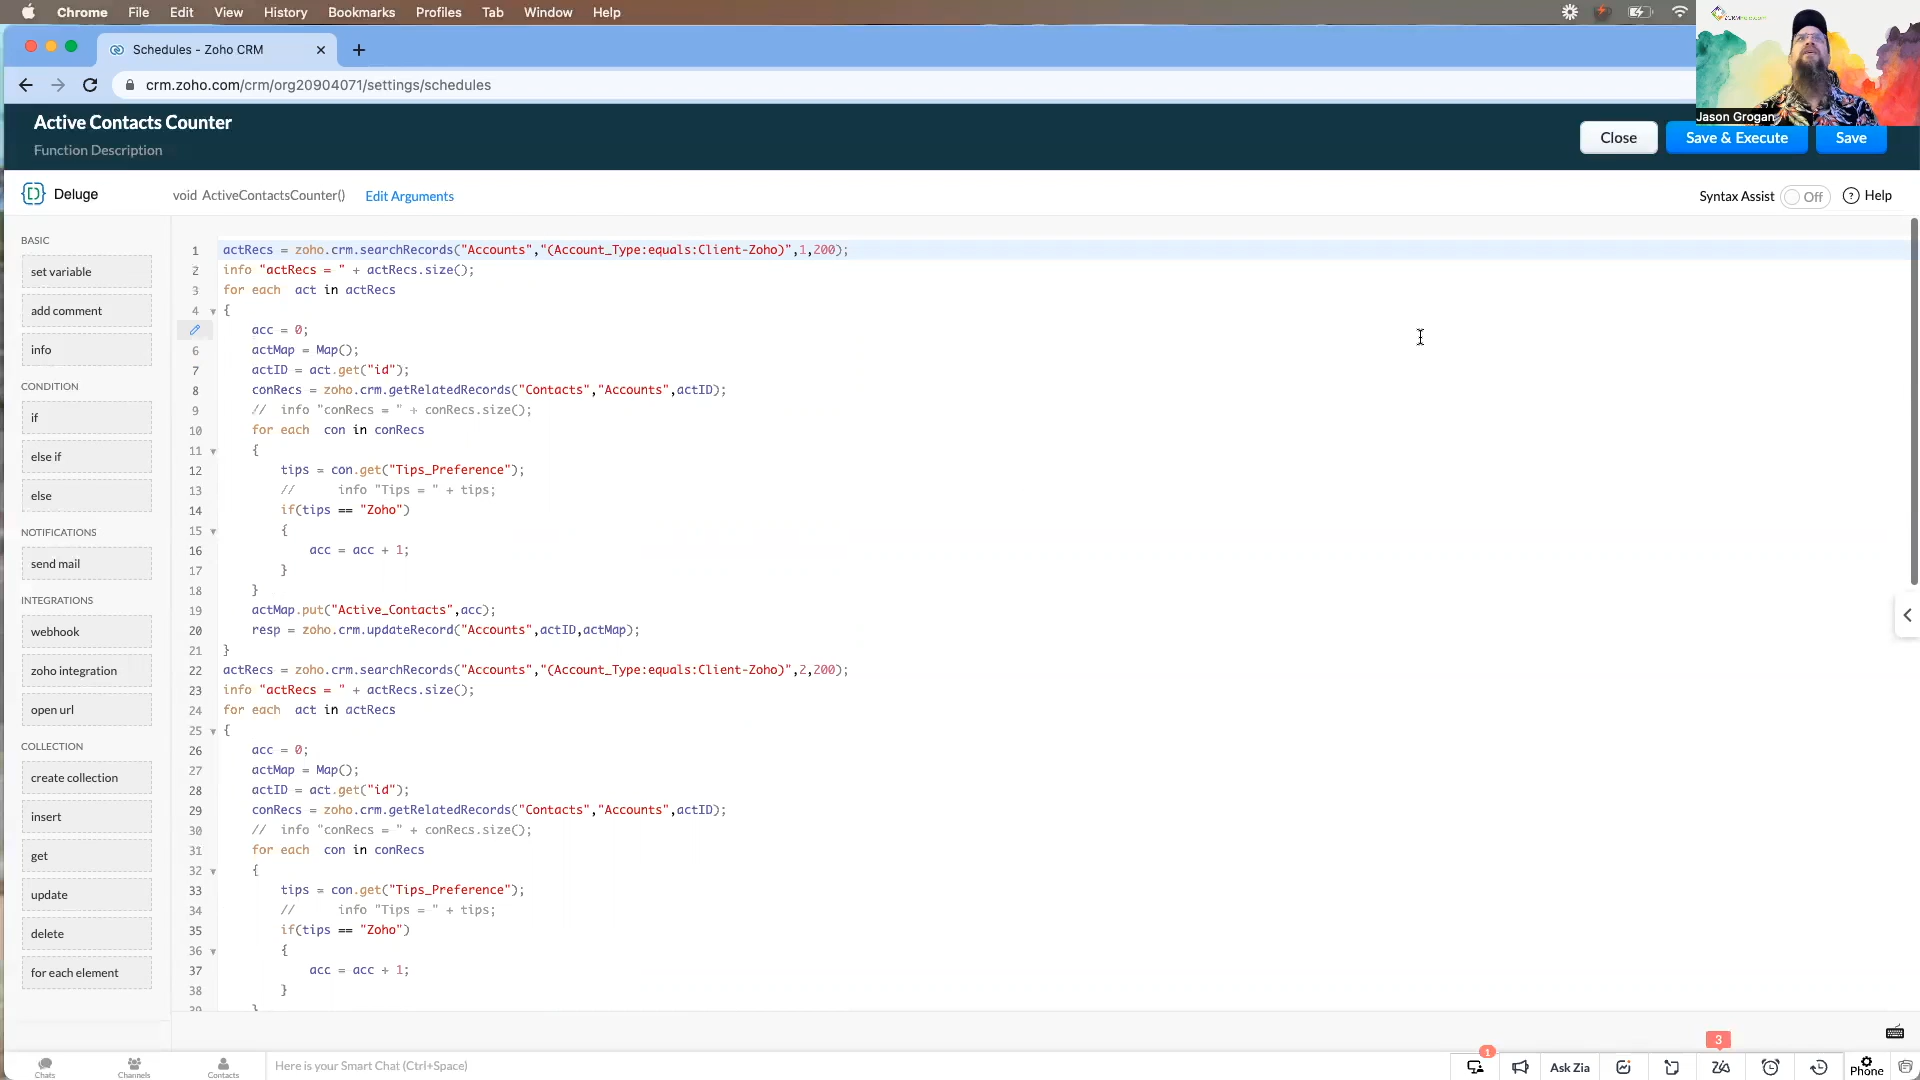 Chrome File Edit View History Bookmarks Profiles Tab Window Help
Schedules - Zoho CRM
crm.zoho.com/crm/org20904071/settings/schedules
Jason Grogan
Active Contacts Counter
Function Description
Close Save & Execute Save
Deluge void ActiveContactsCounter() Edit Arguments Syntax Assist Off ? Help
BASIC
set variable
add comment
info
CONDITION
if
else if
else
NOTIFICATIONS
send mail
INTEGRATIONS
webhook
zoho integration
open url
COLLECTION
create collection
insert
get
update
delete
for each element
1 actRecs = zoho.crm.searchRecords("Accounts","(Account_Type:equals:Client-Zoho)",1,200);
2 info "actRecs = " + actRecs.size();
3 for each act in actRecs
4 {
acc = 0;
6 actMap = Map();
7 actID = act.get("id");
8 conRecs = zoho.crm.getRelatedRecords("Contacts","Accounts",actID);
9 // info "conRecs = " + conRecs.size();
10 for each con in conRecs
11 {
12 tips = con.get("Tips_Preference");
13 // info "Tips = " + tips;
14 if(tips == "Zoho")
15 {
16 acc = acc + 1;
17 }
18 }
19 actMap.put("Active_Contacts",acc);
20 resp = zoho.crm.updateRecord("Accounts",actID,actMap);
21 }
22 actRecs = zoho.crm.searchRecords("Accounts","(Account_Type:equals:Client-Zoho)",2,200);
23 info "actRecs = " + actRecs.size();
24 for each act in actRecs
25 {
26 acc = 0;
27 actMap = Map();
28 actID = act.get("id");
29 conRecs = zoho.crm.getRelatedRecords("Contacts","Accounts",actID);
30 // info "conRecs = " + conRecs.size();
31 for each con in conRecs
32 {
33 tips = con.get("Tips_Preference");
34 // info "Tips = " + tips;
35 if(tips == "Zoho")
36 {
37 acc = acc + 1;
38 }
39 }
Chats Channels Contacts Here is your Smart Chat (Ctrl+Space) 1 Ask Zia 3 Phone